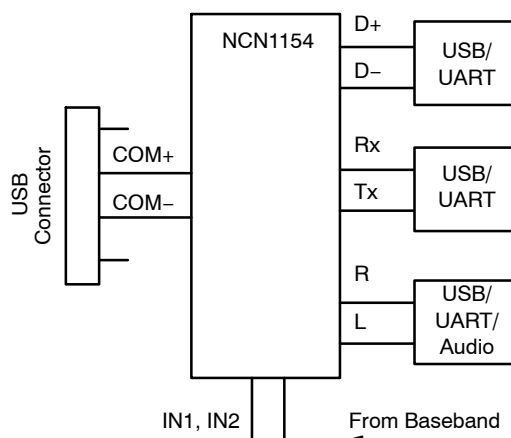 NCN1154
D+
D−
USB/
UART
USB
Connector
COM+
COM−
Rx
Tx
USB/
UART
R
L
USB/
UART/
Audio
IN1, IN2
From Baseband